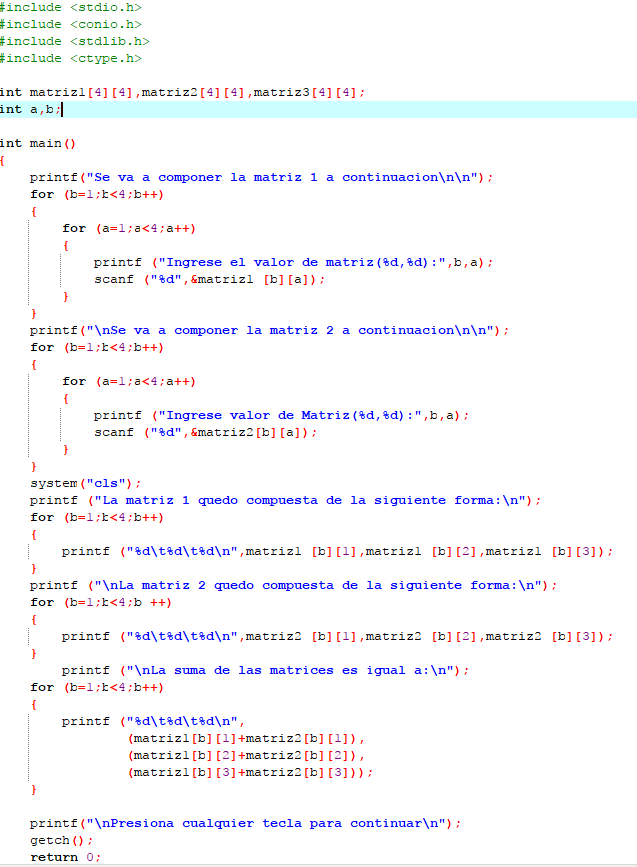 #include <stdio.h>
#include <conio.h>
#include <stdlib.h>
#include <ctype.h>

int matriz1[4][4],matriz2[4][4],matriz3[4][4];
int a,b;

int main()
{
    printf("Se va a componer la matriz 1 a continuacion\n\n");
    for (b=1;b<4;b++)
    {
        for (a=1;a<4;a++)
        {
            printf ("Ingrese el valor de matriz(%d,%d):",b,a);
            scanf ("%d",&matriz1 [b][a]);
        }
    }
    printf("\nSe va a componer la matriz 2 a continuacion\n\n");
    for (b=1;b<4;b++)
    {
        for (a=1;a<4;a++)
        {
            printf ("Ingrese valor de Matriz(%d,%d):",b,a);
            scanf ("%d",&matriz2[b][a]);
        }
    }
    system("cls");
    printf ("La matriz 1 quedo compuesta de la siguiente forma:\n");
    for (b=1;b<4;b++)
    {
        printf ("%d\t%d\t%d\n",matriz1 [b][1],matriz1 [b][2],matriz1 [b][3]);
    }
    printf ("\nLa matriz 2 quedo compuesta de la siguiente forma:\n");
    for (b=1;b<4;b ++)
    {
        printf ("%d\t%d\t%d\n",matriz2 [b][1],matriz2 [b][2],matriz2 [b][3]);
    }
        printf ("\nLa suma de las matrices es igual a:\n");
    for (b=1;b<4;b++)
    {
        printf ("%d\t%d\t%d\n",
                (matriz1[b][1]+matriz2[b][1]),
                (matriz1[b][2]+matriz2[b][2]),
                (matriz1[b][3]+matriz2[b][3]));
    }

    printf("\nPresiona cualquier tecla para continuar\n");
    getch();
    return 0;